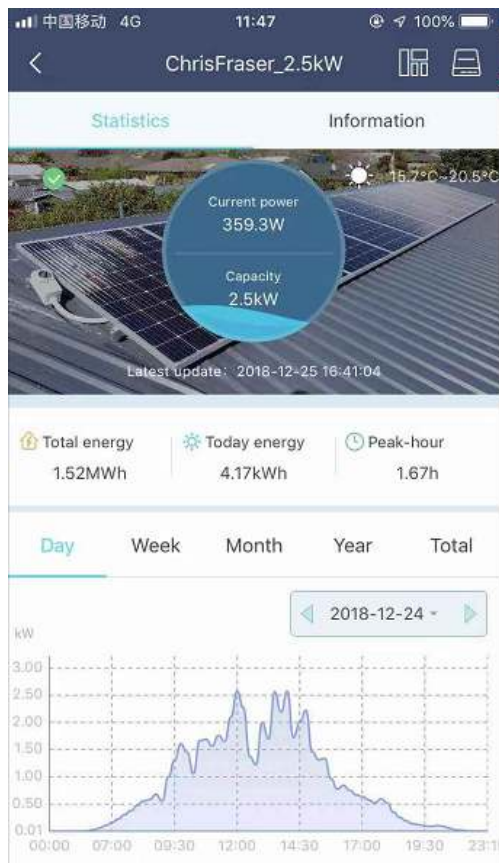 中国移动 4G 11:47 100%
ChrisFraser_2.5kW
Statistics Information
15.7°C~20.5°C
Current power
359.3W
Capacity
2.5kW
Latest update: 2018-12-25 16:41:04
Total energy Today energy Peak-hour
1.52MWh 4.17kWh 1.67h
Day Week Month Year Total
2018-12-24
kW
3.00
2.50
2.00
1.50
1.00
0.50
0.01
00:00 07:00 09:30 12:00 14:30 17:00 19:30